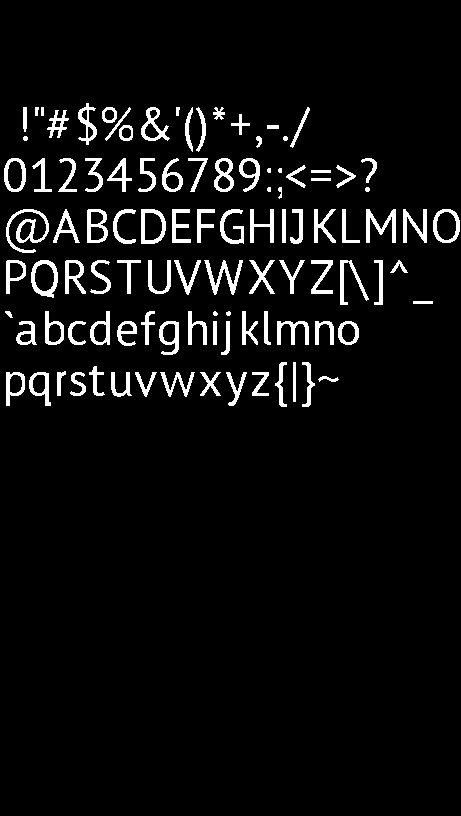 !"#$%&'()*+,-./
0123456789:;<=>?
@ABCDEFGHIJKLMNO
PQRSTUVWXYZ[\]^_
`abcdefghijklmno
pqrstuvwxyz{|}~